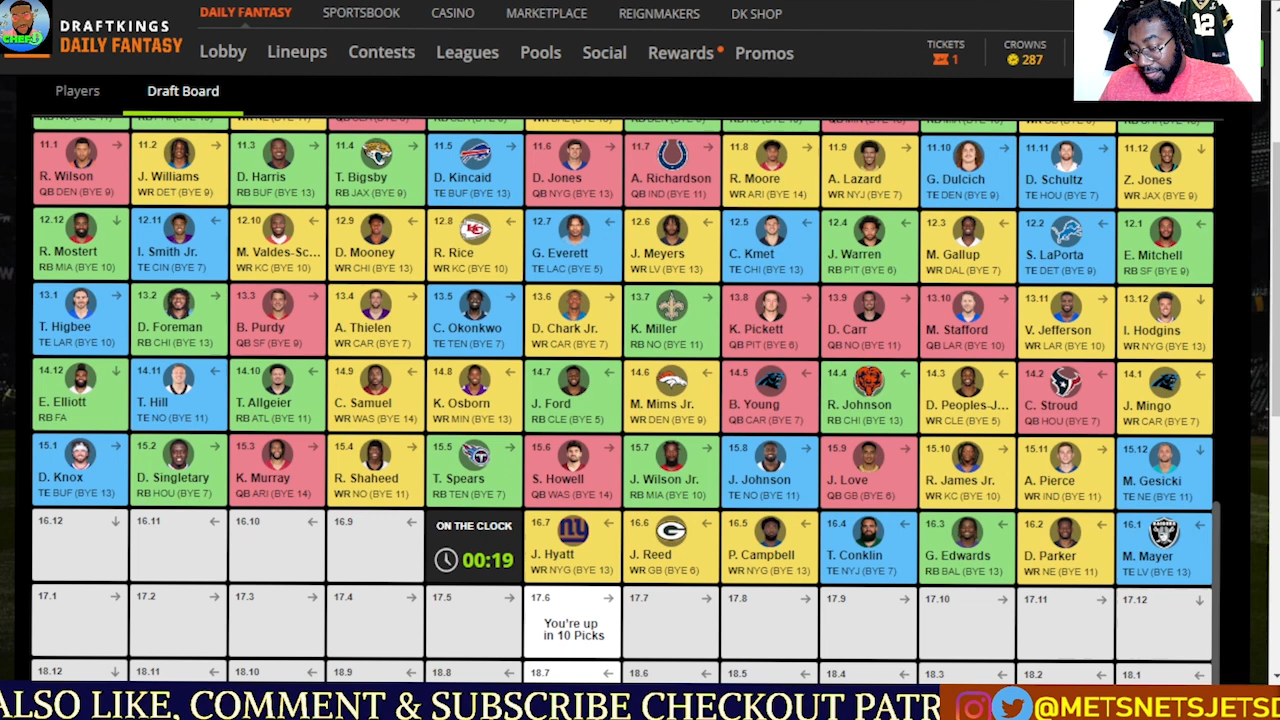 CHEF
DRAFTKINGS
DAILY FANTASY
DAILY FANTASY SPORTSBOOK CASINO MARKETPLACE REIGNMAKERS DK SHOP
Lobby Lineups Contests Leagues Pools Social Rewards Promos
TICKETS CROWNS
1 287
12
Players Draft Board
11.1 11.2 11.3 11.4 11.5 11.6 11.7 11.8 11.9 11.10 11.11 11.12
R. Wilson J. Williams D. Harris T. Bigsby D. Kincaid D. Jones A. Richardson R. Moore A. Lazard G. Dulcich D. Schultz Z. Jones
QB DEN (BYE 9) WR DET (BYE 9) RB BUF (BYE 13) RB JAX (BYE 9) TE BUF (BYE 13) QB NYG (BYE 13) QB IND (BYE 11) WR ARI (BYE 14) WR NYJ (BYE 7) TE DEN (BYE 9) TE HOU (BYE 7) WR JAX (BYE 9)
12.12 12.11 12.10 12.9 12.8 12.7 12.6 12.5 12.4 12.3 12.2 12.1
R. Mostert I. Smith Jr. M. Valdes-Sc... D. Mooney R. Rice G. Everett J. Meyers C. Kmet J. Warren M. Gallup S. LaPorta E. Mitchell
RB MIA (BYE 10) TE CIN (BYE 7) WR KC (BYE 10) WR CHI (BYE 13) WR KC (BYE 10) TE LAC (BYE 5) WR LV (BYE 13) TE CHI (BYE 13) RB PIT (BYE 6) WR DAL (BYE 7) TE DET (BYE 9) RB SF (BYE 9)
13.1 13.2 13.3 13.4 13.5 13.6 13.7 13.8 13.9 13.10 13.11 13.12
T. Higbee D. Foreman B. Purdy A. Thielen C. Okonkwo D. Chark Jr. K. Miller K. Pickett D. Carr M. Stafford V. Jefferson I. Hodgins
TE LAR (BYE 10) RB CHI (BYE 13) QB SF (BYE 9) WR CAR (BYE 7) TE TEN (BYE 7) WR CAR (BYE 7) RB NO (BYE 11) QB PIT (BYE 6) QB NO (BYE 11) QB LAR (BYE 10) WR LAR (BYE 10) WR NYG (BYE 13)
14.12 14.11 14.10 14.9 14.8 14.7 14.6 14.5 14.4 14.3 14.2 14.1
E. Elliott T. Hill T. Allgeier C. Samuel K. Osborn J. Ford M. Mims Jr. B. Young R. Johnson D. Peoples-J... C. Stroud J. Mingo
RB FA TE NO (BYE 11) RB ATL (BYE 11) WR WAS (BYE 14) WR MIN (BYE 13) RB CLE (BYE 5) WR DEN (BYE 9) QB CAR (BYE 7) RB CHI (BYE 13) WR CLE (BYE 5) QB HOU (BYE 7) WR CAR (BYE 7)
15.1 15.2 15.3 15.4 15.5 15.6 15.7 15.8 15.9 15.10 15.11 15.12
D. Knox D. Singletary K. Murray R. Shaheed T. Spears S. Howell J. Wilson Jr. J. Johnson J. Love R. James Jr. A. Pierce M. Gesicki
TE BUF (BYE 13) RB HOU (BYE 7) QB ARI (BYE 14) WR NO (BYE 11) RB TEN (BYE 7) QB WAS (BYE 14) RB MIA (BYE 10) TE NO (BYE 11) QB GB (BYE 6) WR KC (BYE 10) WR IND (BYE 11) TE NE (BYE 11)
16.12 16.11 16.10 16.9 ON THE CLOCK 16.7 16.6 16.5 16.4 16.3 16.2 16.1
00:19 J. Hyatt J. Reed P. Campbell T. Conklin G. Edwards D. Parker M. Mayer
WR NYG (BYE 13) WR GB (BYE 6) WR NYG (BYE 13) TE NYJ (BYE 7) RB BAL (BYE 13) WR NE (BYE 11) TE LV (BYE 13)
17.1 17.2 17.3 17.4 17.5 17.6 17.7 17.8 17.9 17.10 17.11 17.12
You're up
in 10 Picks
18.12 18.11 18.10 18.9 18.8 18.7 18.6 18.5 18.4 18.3 18.2 18.1
ALSO LIKE, COMMENT & SUBSCRIBE CHECKOUT PATR @METSNETSJETSD